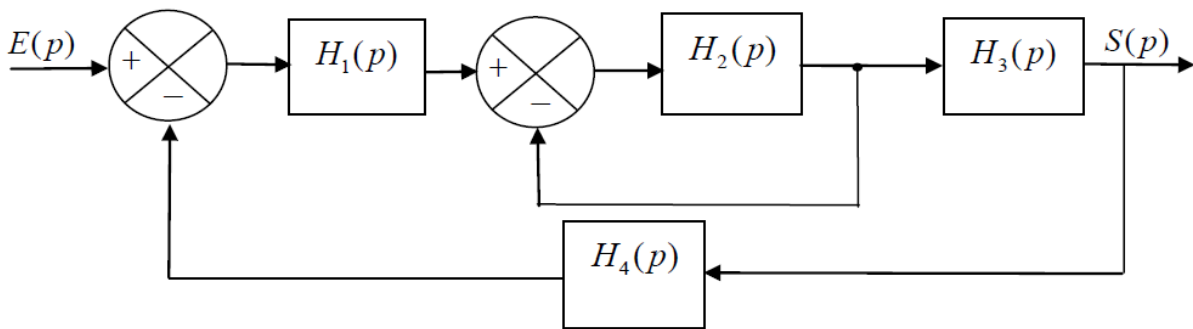 E(p)
+
−
H₁(p)
+
−
H₂(p)
H₃(p)
S(p)
H₄(p)